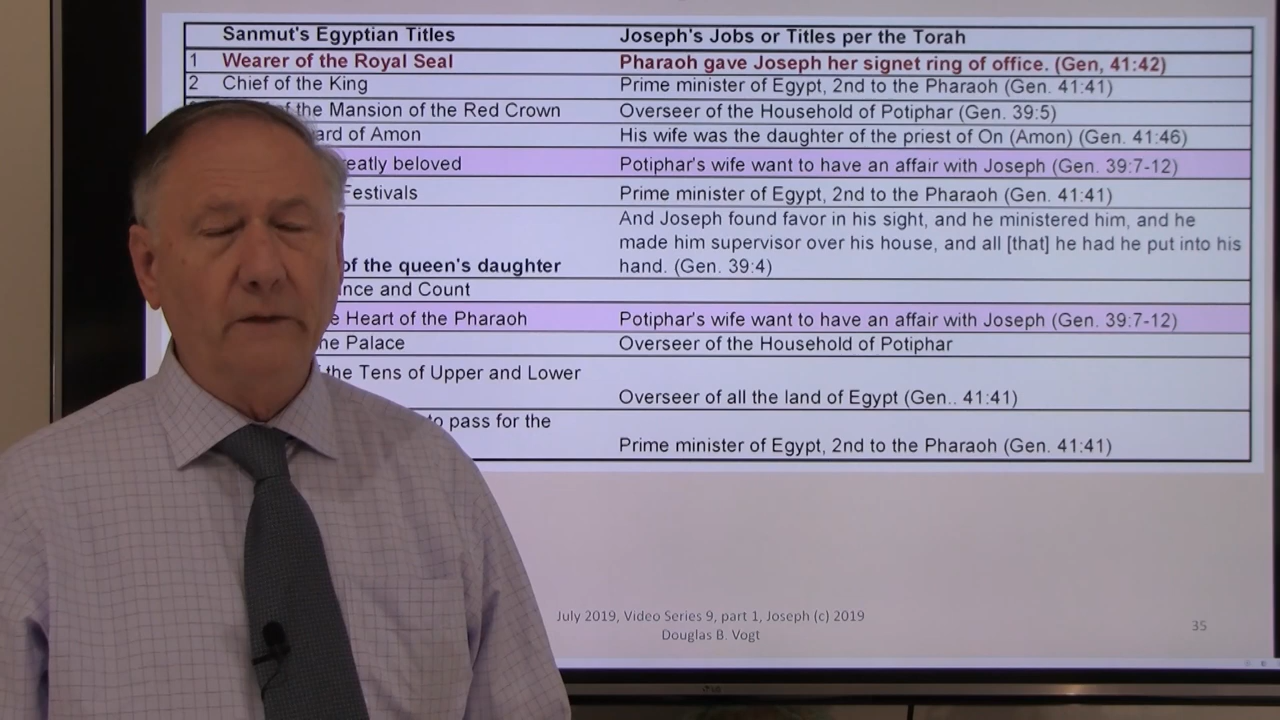 Sanmut's Egyptian Titles Joseph's Jobs or Titles per the Torah
1 Wearer of the Royal Seal Pharaoh gave Joseph her signet ring of office. (Gen, 41:42)
2 Chief of the King Prime minister of Egypt, 2nd to the Pharaoh (Gen. 41:41)
the Mansion of the Red Crown Overseer of the Household of Potiphar (Gen. 39:5)
of Amon His wife was the daughter of the priest of On (Amon) (Gen. 41:46)
beloved Potiphar's wife want to have an affair with Joseph (Gen. 39:7-12)
Festivals Prime minister of Egypt, 2nd to the Pharaoh (Gen. 41:41)
And Joseph found favor in his sight, and he ministered him, and he
made him supervisor over his house, and all [that] he had he put into his
of the queen's daughter hand. (Gen. 39:4)
and Count
Heart of the Pharaoh Potiphar's wife want to have an affair with Joseph (Gen. 39:7-12)
Palace Overseer of the Household of Potiphar
the Tens of Upper and Lower
Overseer of all the land of Egypt (Gen.. 41:41)
to pass for the
Prime minister of Egypt, 2nd to the Pharaoh (Gen. 41:41)
July 2019, Video Series 9, part 1, Joseph (c) 2019
Douglas B. Vogt
35
LG